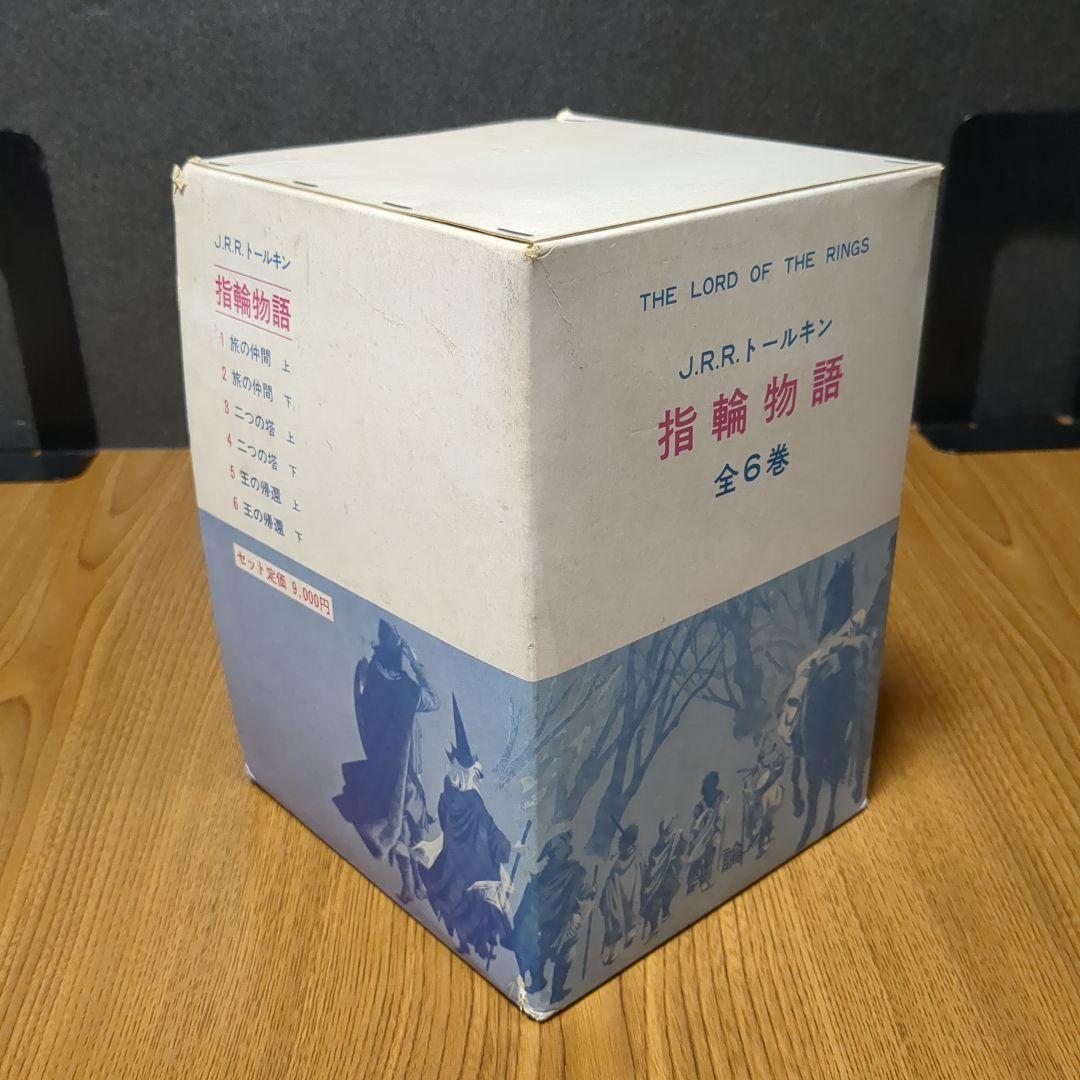 J.R.R.トールキン
指輪物語
1 旅の仲間 上
2 旅の仲間 下
3 二つの塔 上
4 二つの塔 下
5 王の帰還 上
6 王の帰還 下
セット定価 9,000円
THE LORD OF THE RINGS
J.R.R.トールキン
指輪物語
全6巻
評論社